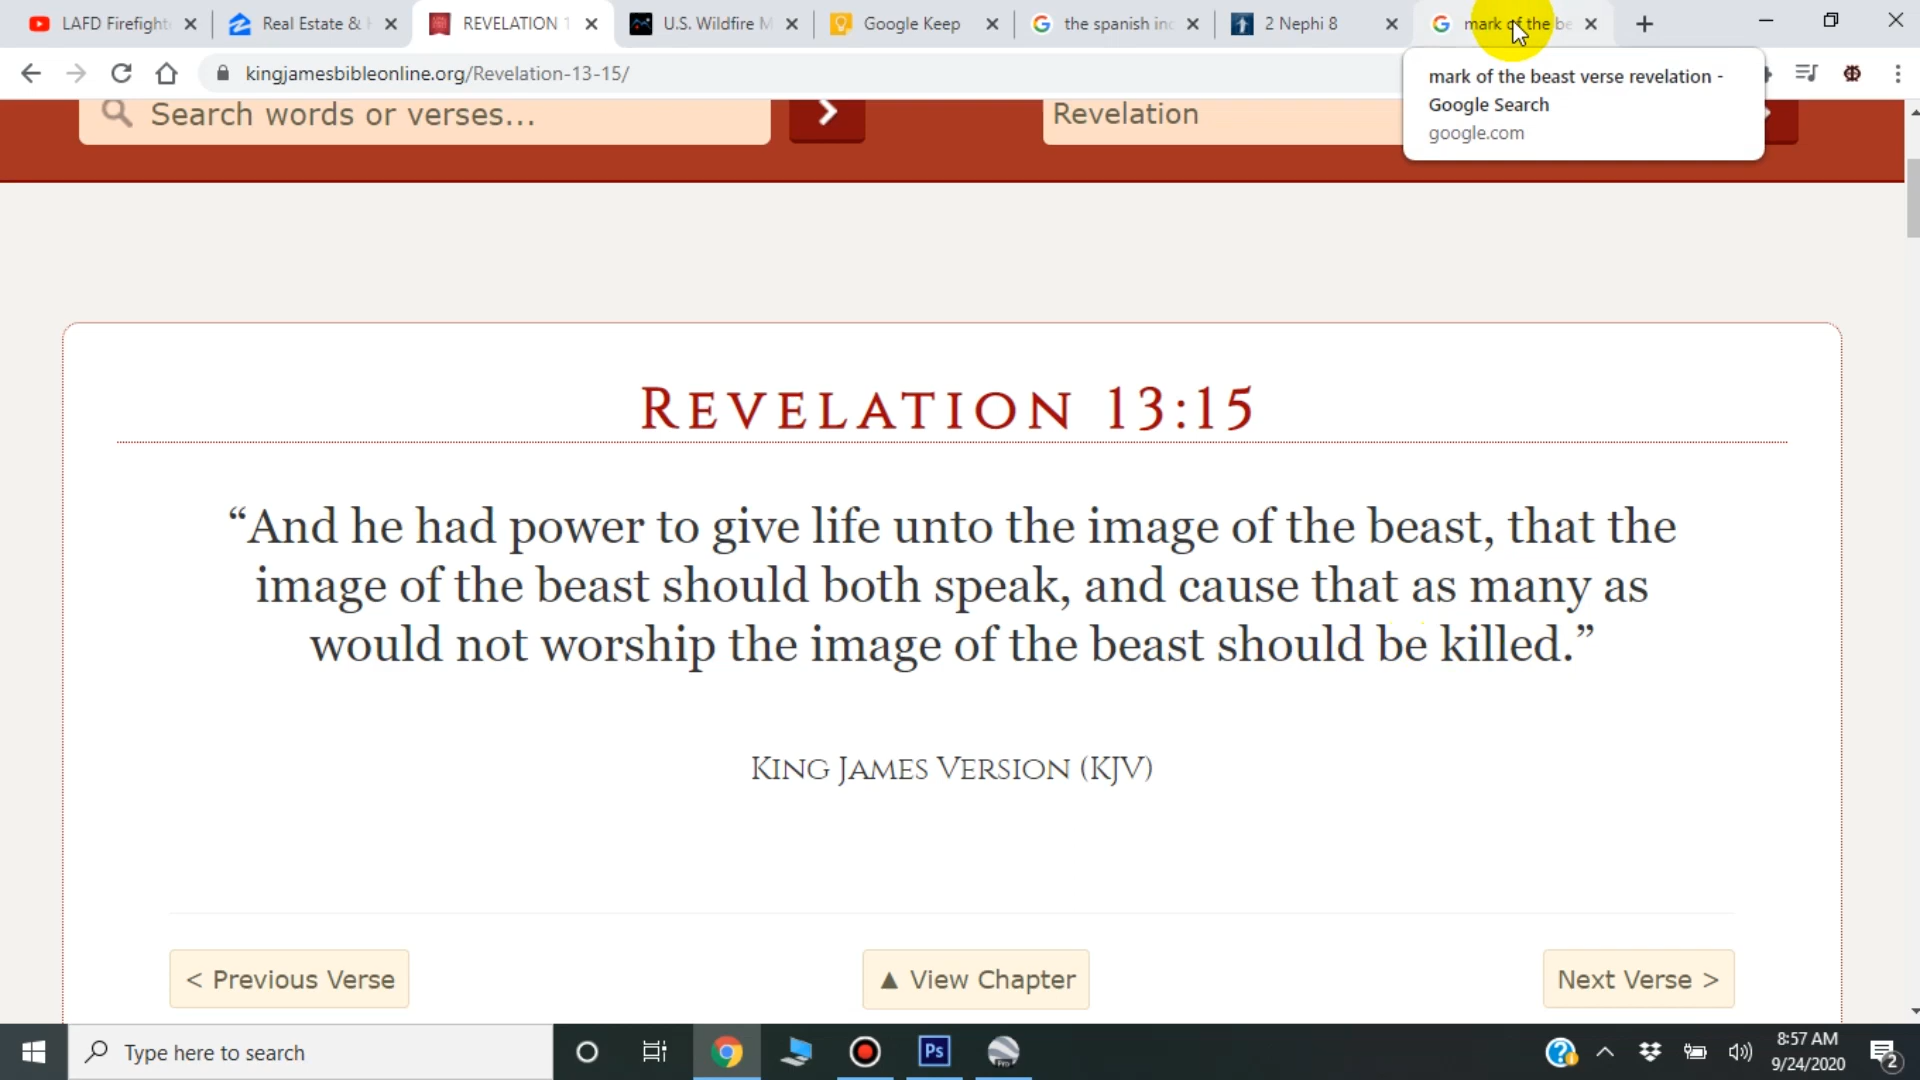 LAFD Firefight
Real Estate &
REVELATION 1
U.S. Wildfire M
Google Keep
the spanish inc
2 Nephi 8
mark of the be
kingjamesbibleonline.org/Revelation-13-15/
mark of the beast verse revelation -
Google Search
google.com
Search words or verses...
Revelation
REVELATION 13:15
“And he had power to give life unto the image of the beast, that the
image of the beast should both speak, and cause that as many as
would not worship the image of the beast should be killed.”
KING JAMES VERSION (KJV)
< Previous Verse
▲ View Chapter
Next Verse >
Type here to search
Ps
8:57 AM
9/24/2020
2